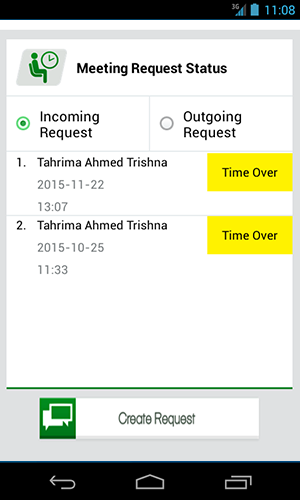 3G 11:08
Meeting Request Status
Incoming Request
Outgoing Request
1. Tahrima Ahmed Trishna
2015-11-22
Time Over
13:07
2. Tahrima Ahmed Trishna
2015-10-25
Time Over
11:33
Create Request